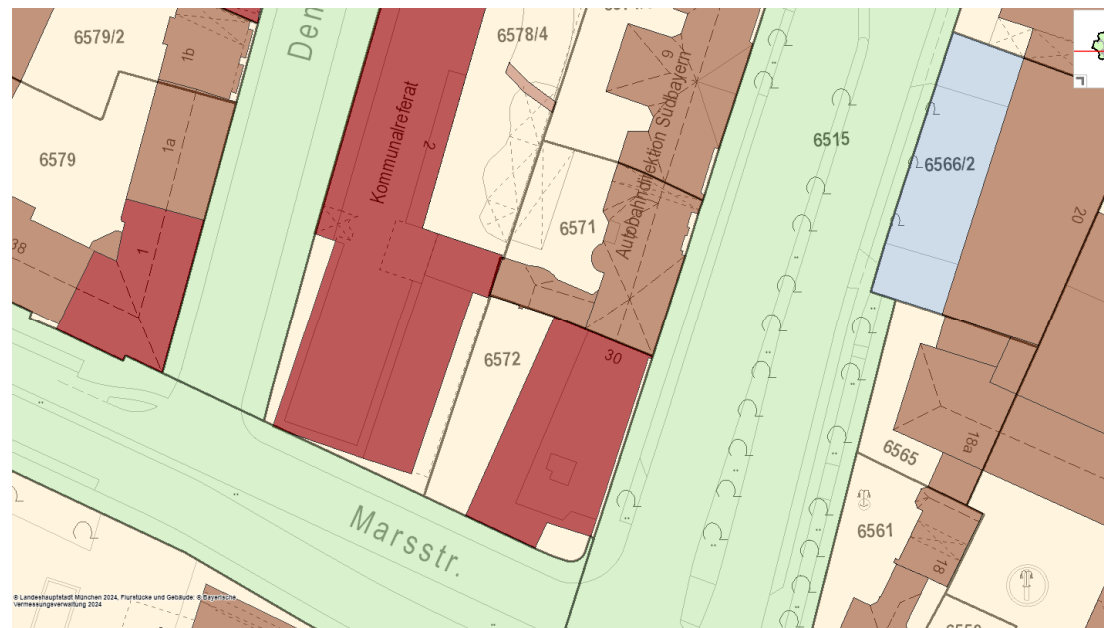 6579/2
1b
Den
6578/4
9
6515
6566/2
20
1a
6579
Kommunalreferat
2
Autobahndirektion Südbayern
6571
38
1
6572
30
18a
6565
6561
18
Marsstr.
© Landeshauptstadt München 2024, Flurstücke und Gebäude: © Bayerische
Vermessungsverwaltung 2024